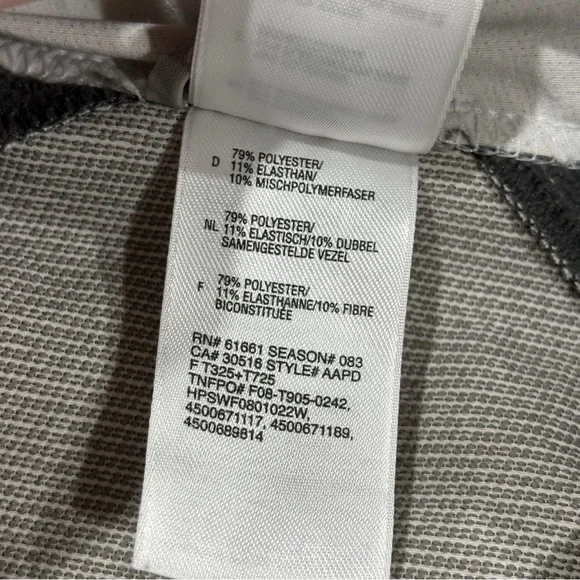 D 79% POLYESTER/
11% ELASTHAN/
10% MISCHPOLYMERFASER
79% POLYESTER/
NL 11% ELASTISCH/10% DUBBEL
SAMENGESTELDE VEZEL
79% POLYESTER/
F 11% ELASTHANNE/10% FIBRE
BICONSTITUÉE
RN# 61661 SEASON# 083
CA# 30516 STYLE# AAPD
F T325+T725
TNFPO# F08-T905-0242,
HPSWF0801022W,
4500671117, 4500671189,
4500689814